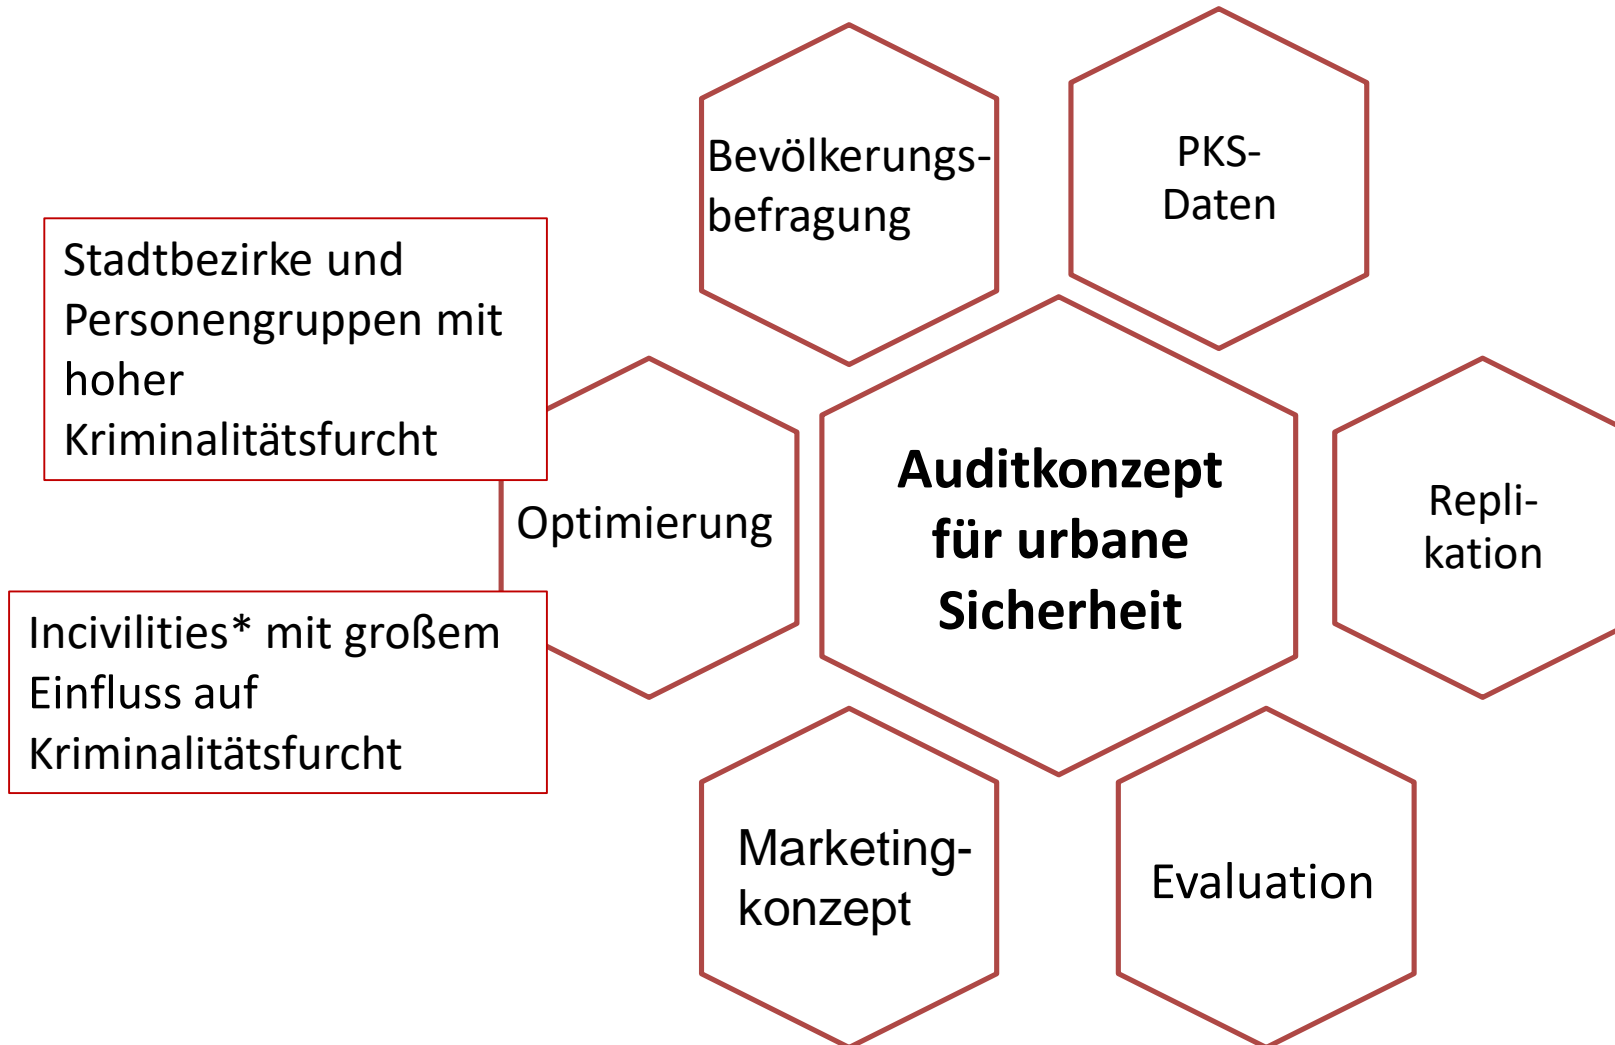 Bevölkerungs-
befragung
PKS-
Daten
Stadtbezirke und
Personengruppen mit
hoher
Kriminalitätsfurcht
Optimierung
Auditkonzept
für urbane
Sicherheit
Repli-
kation
Incivilities* mit großem
Einfluss auf
Kriminalitätsfurcht
Marketing-
konzept
Evaluation